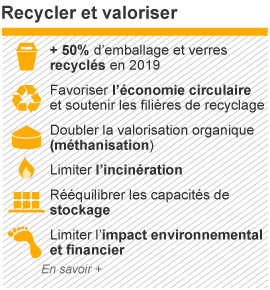 Recycler et valoriser
+ 50% d'emballage et verres
recyclés en 2019
Favoriser l'économie circulaire
et soutenir les filières de recyclage
Doubler la valorisation organique
(méthanisation)
Limiter l'incinération
Rééquilibrer les capacités de
stockage
Limiter l'impact environnemental
et financier
En savoir +